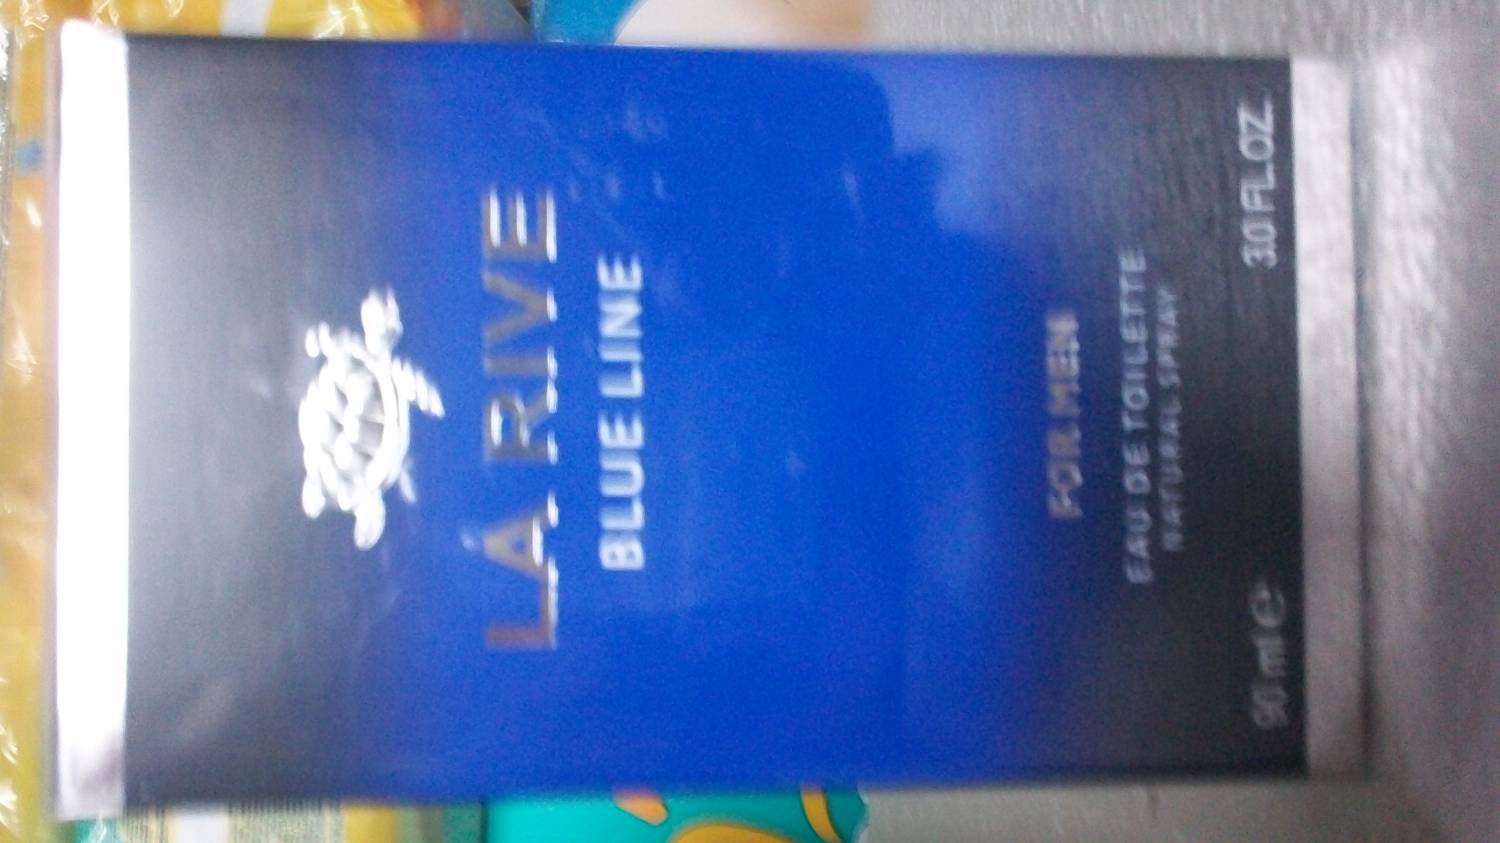 LA RIVE
BLUE LINE
FOR MEN
EAU DE TOILETTE
NATURAL SPRAY
90 ml e 3.0 FL.OZ.